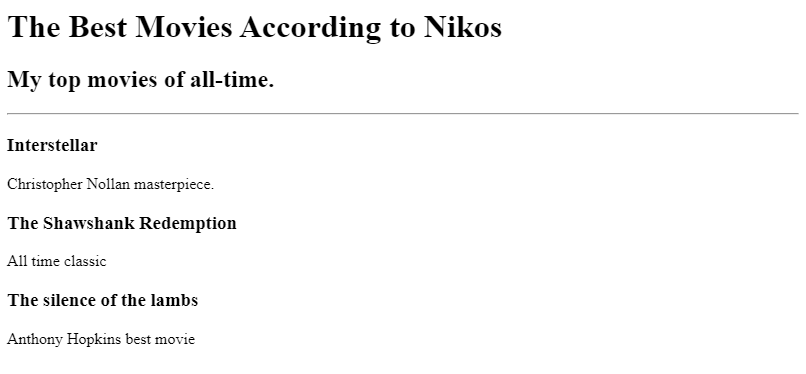 The Best Movies According to Nikos
My top movies of all-time.
Interstellar
Christopher Nollan masterpiece.
The Shawshank Redemption
All time classic
The silence of the lambs
Anthony Hopkins best movie